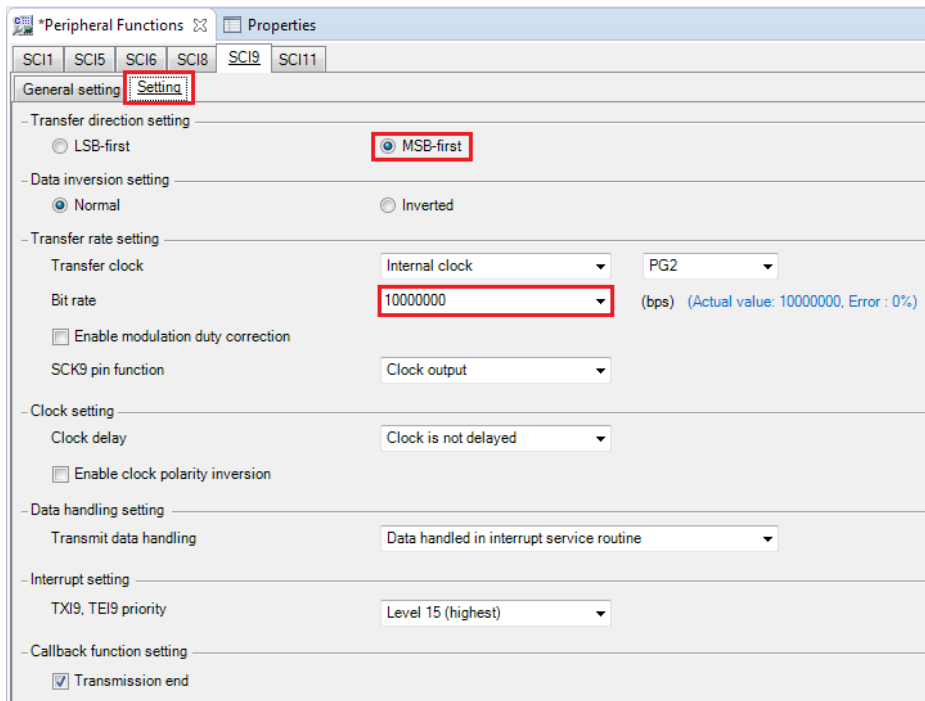 *Peripheral Functions Properties
SCI1 SCI5 SCI6 SCI8 SCI9 SCI11
General setting Setting
Transfer direction setting
LSB-first MSB-first
Data inversion setting
Normal Inverted
Transfer rate setting
Transfer clock Internal clock PG2
Bit rate 10000000 (bps) (Actual value: 10000000, Error : 0%)
Enable modulation duty correction
SCK9 pin function Clock output
Clock setting
Clock delay Clock is not delayed
Enable clock polarity inversion
Data handling setting
Transmit data handling Data handled in interrupt service routine
Interrupt setting
TXI9, TEI9 priority Level 15 (highest)
Callback function setting
Transmission end